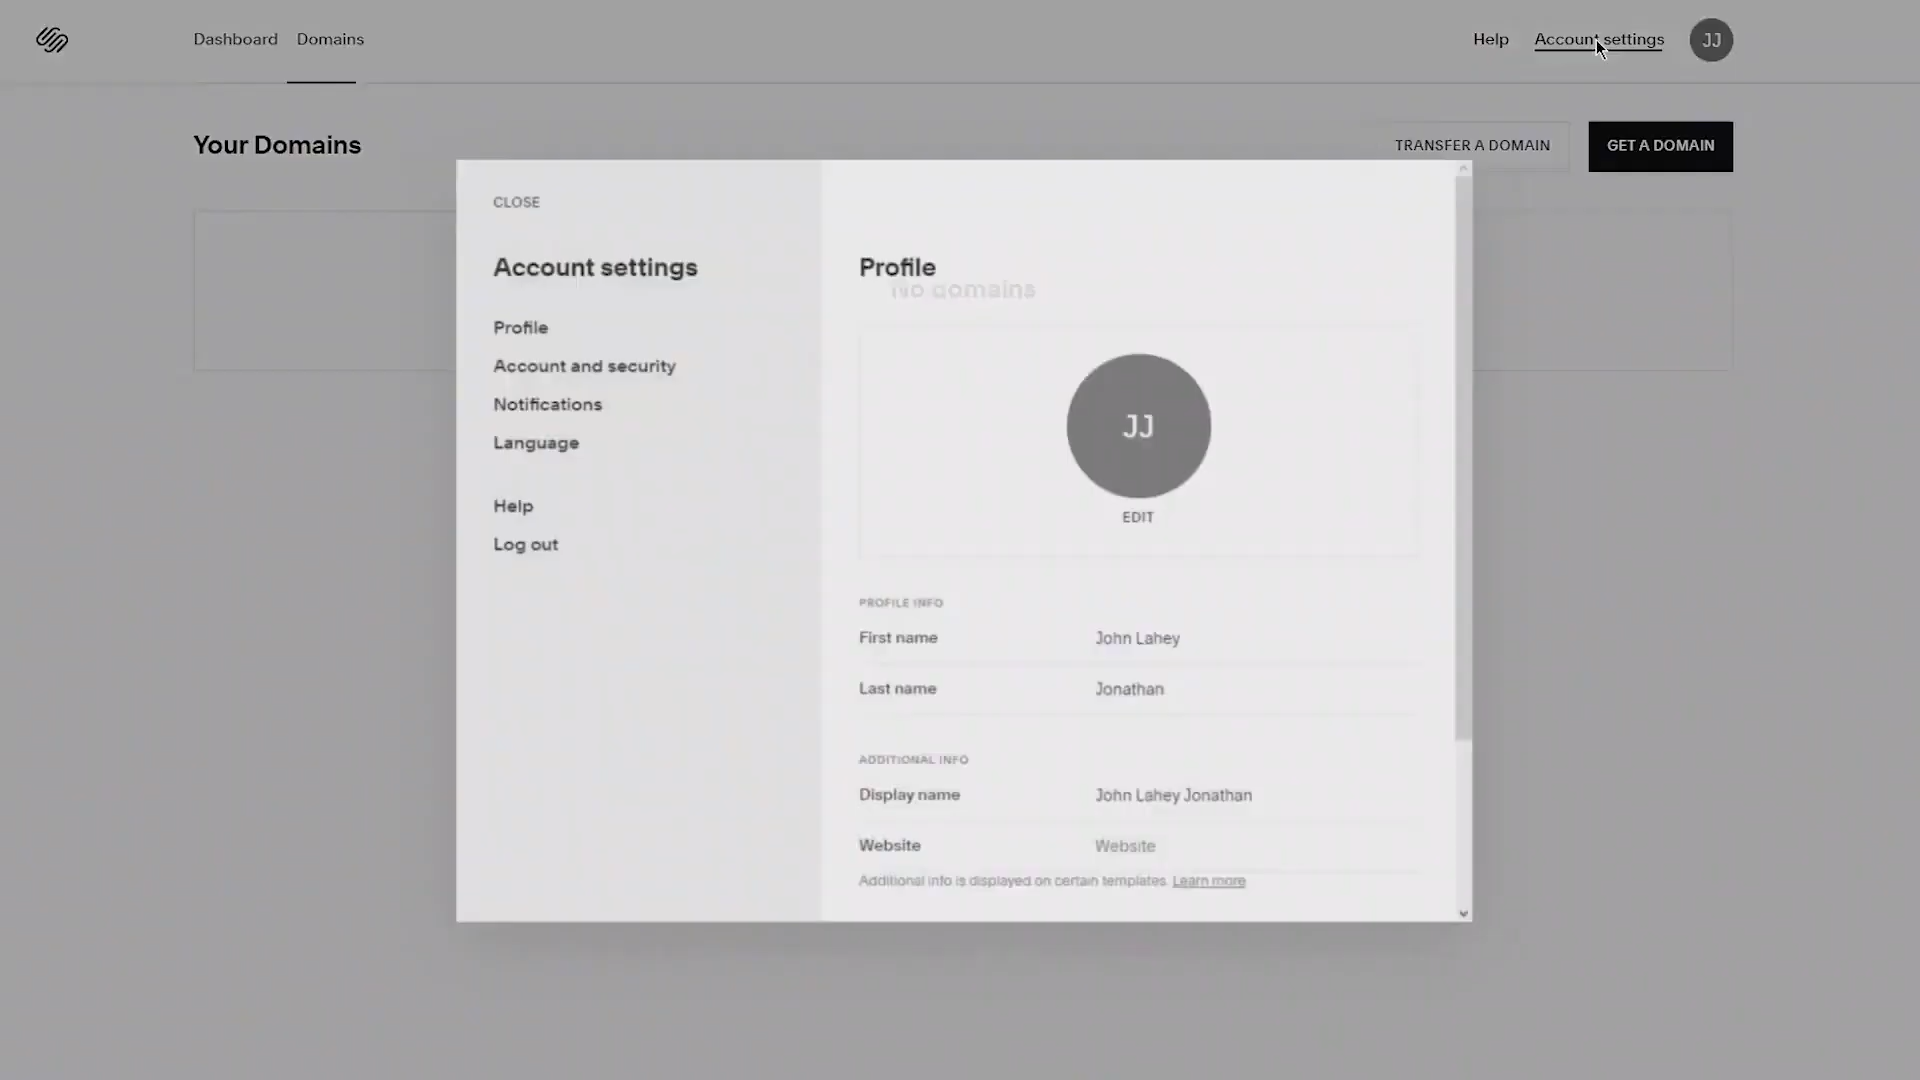 Dashboard Domains
Help Account settings JJ
Your Domains
TRANSFER A DOMAIN GET A DOMAIN
CLOSE
Account settings
Profile
Account and security
Notifications
Language
Help
Log out
Profile
No domains
JJ
EDIT
PROFILE INFO
First name John Lahey
Last name Jonathan
ADDITIONAL INFO
Display name John Lahey Jonathan
Website Website
Additional info is displayed on certain templates. Learn more